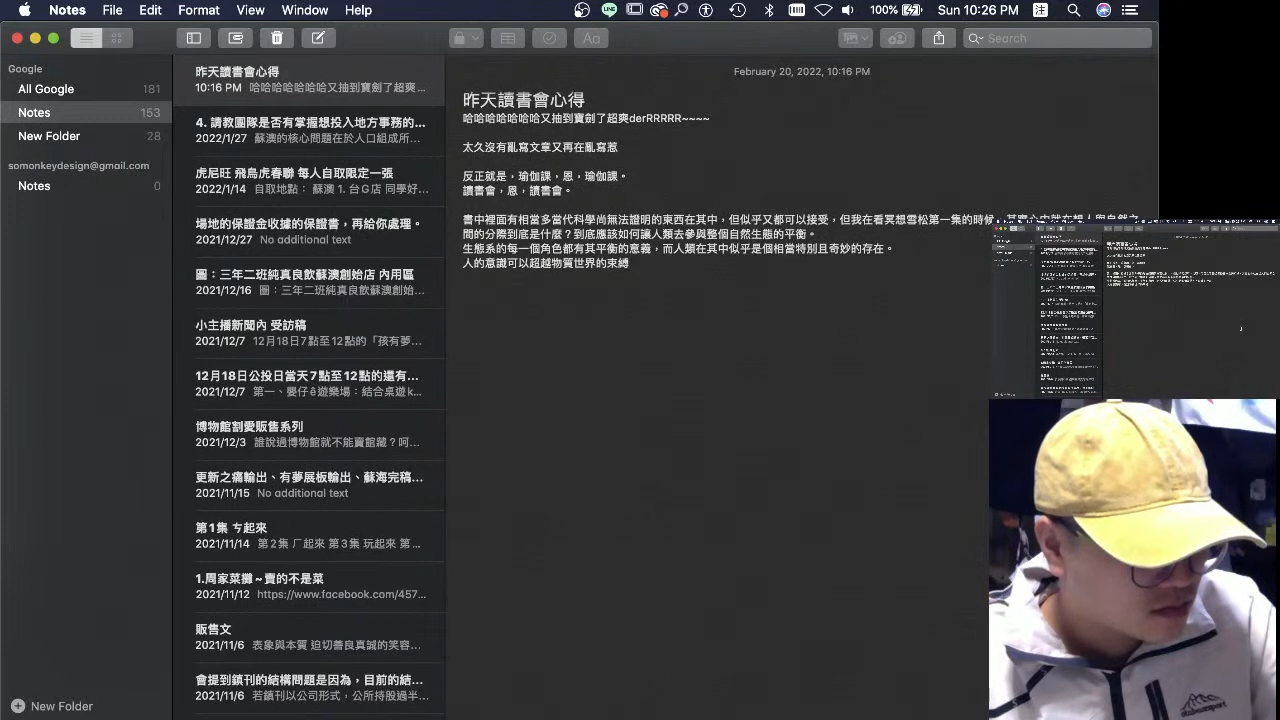 Notes File Edit Format View Window Help
100% Sun 10:26 PM 注
Aa Search
Google
All Google 181
Notes 153
New Folder 28
somonkeydesign@gmail.com
Notes 0
New Folder
昨天讀書會心得
10:16 PM 哈哈哈哈哈哈哈又抽到寶劍了超爽...
4. 請教團隊是否有掌握想投入地方事務的...
2022/1/27 蘇澳的核心問題在於人口組成所...
虎尼旺 飛鳥虎春聯 每人自取限定一張
2022/1/14 自取地點： 蘇澳 1. 台G店 同學好...
場地的保證金收據的保證書，再給你處理。
2021/12/27 No additional text
圖：三年二班純真的歌蘇澳創始店 內用區
2021/12/16 圖：三年二班純真的歌蘇澳創始...
小主播新聞內 受訪稿
2021/12/7 12月18日7點至12點的「孩有夢...
12月18日公投日當天７點至１２點的還有...
2021/12/7 第一、嬰仔ê遊樂場：結合桌遊k...
博物館割愛販售系列
2021/12/3 誰說過博物館就不能賣館藏？呵...
更新之痛輸出、有夢展板輸出、蘇海完稿...
2021/11/15 No additional text
第1集 ㄘ起來
2021/11/14 第２集 ㄏ起來 第３集 玩起來 第...
1.周家菜攤～賣的不是菜
2021/11/12 https://www.facebook.com/457...
販售文
2021/11/6 表象與本質 迫切善良真誠的笑容...
會提到鎮刊的結構問題是因為，目前的結...
2021/11/6 若鎮刊以公司形式，公所持股過半...
February 20, 2022, 10:16 PM
昨天讀書會心得
哈哈哈哈哈哈哈又抽到寶劍了超爽derRRRRR~~~~
太久沒有亂寫文章又再在亂寫惹
反正就是，瑜伽課，恩，瑜伽課。
讀書會，恩，讀書會。
書中裡面有相當多當代科學尚無法證明的東西在其中，但似乎又都可以接受，但我在看冥想雪松第一集的時候，
間的分際到底是什麼？到底應該如何讓人類去參與整個自然生態的平衡。
生態系的每一個角色都有其平衡的意義，而人類在其中似乎是個相當特別且奇妙的存在。
人的意識可以超越物質世界的束縛